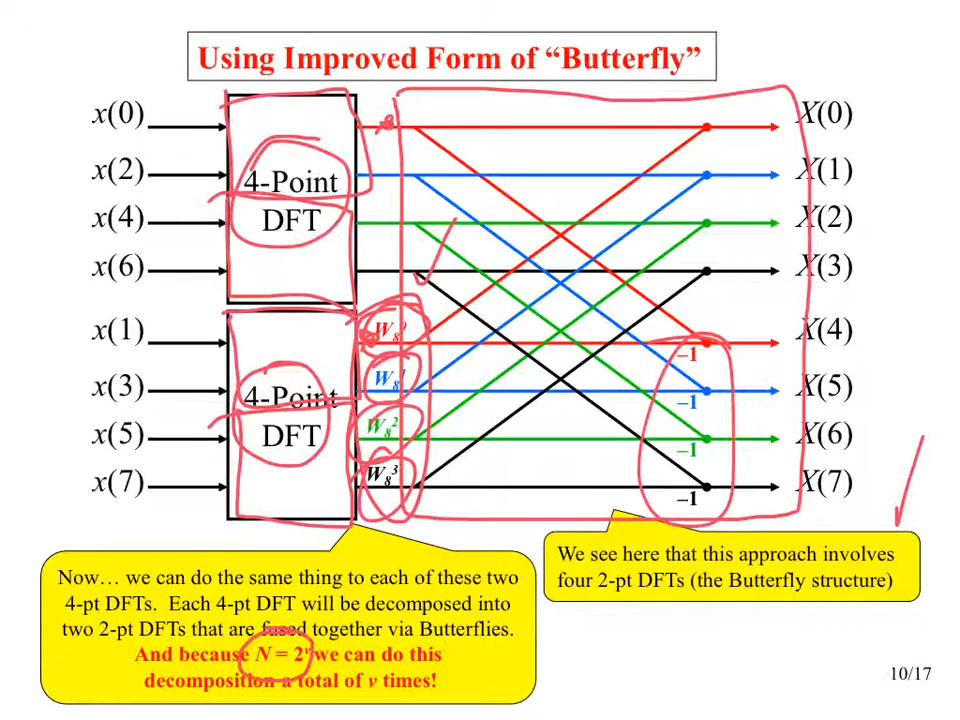 Using Improved Form of “Butterfly”
x(0)
x(2)
x(4)
x(6)
x(1)
x(3)
x(5)
x(7)
4-Point
DFT
4-Point
DFT
W₈⁰
W₈¹
W₈²
W₈³
–1
–1
–1
–1
X(0)
X(1)
X(2)
X(3)
X(4)
X(5)
X(6)
X(7)
Now… we can do the same thing to each of these two
4-pt DFTs. Each 4-pt DFT will be decomposed into
two 2-pt DFTs that are fused together via Butterflies.
And because N = 2ᵛ we can do this
decomposition a total of v times!
We see here that this approach involves
four 2-pt DFTs (the Butterfly structure)
10/17